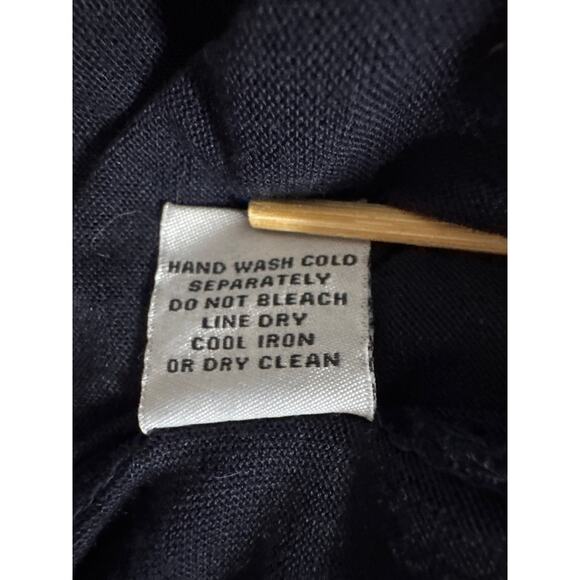 HAND WASH COLD
SEPARATELY
DO NOT BLEACH
LINE DRY
COOL IRON
OR DRY CLEAN